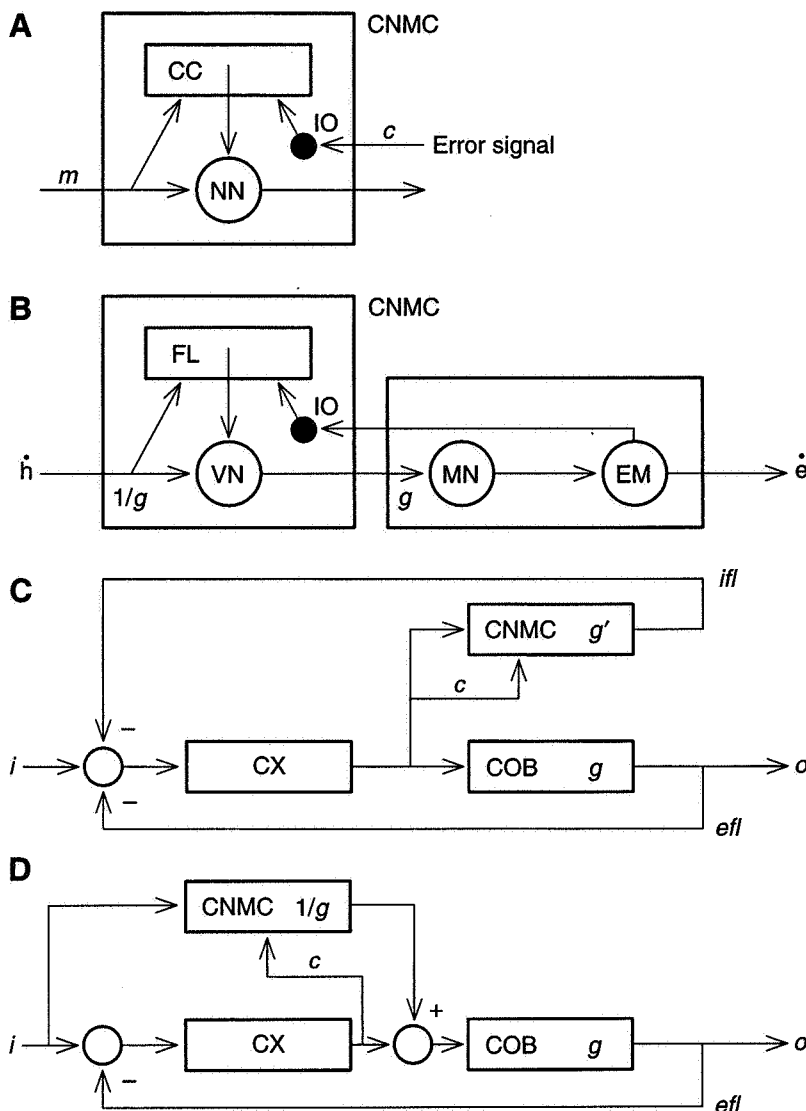 A
CNMC
CC
IO
c
Error signal
m
NN
B
CNMC
FL
IO
ḣ
1/g
VN
g
MN
EM
ė
C
ifl
CNMC g′
c
i
−
CX
COB g
o
−
efl
D
CNMC 1/g
c
+
i
CX
COB g
o
−
efl